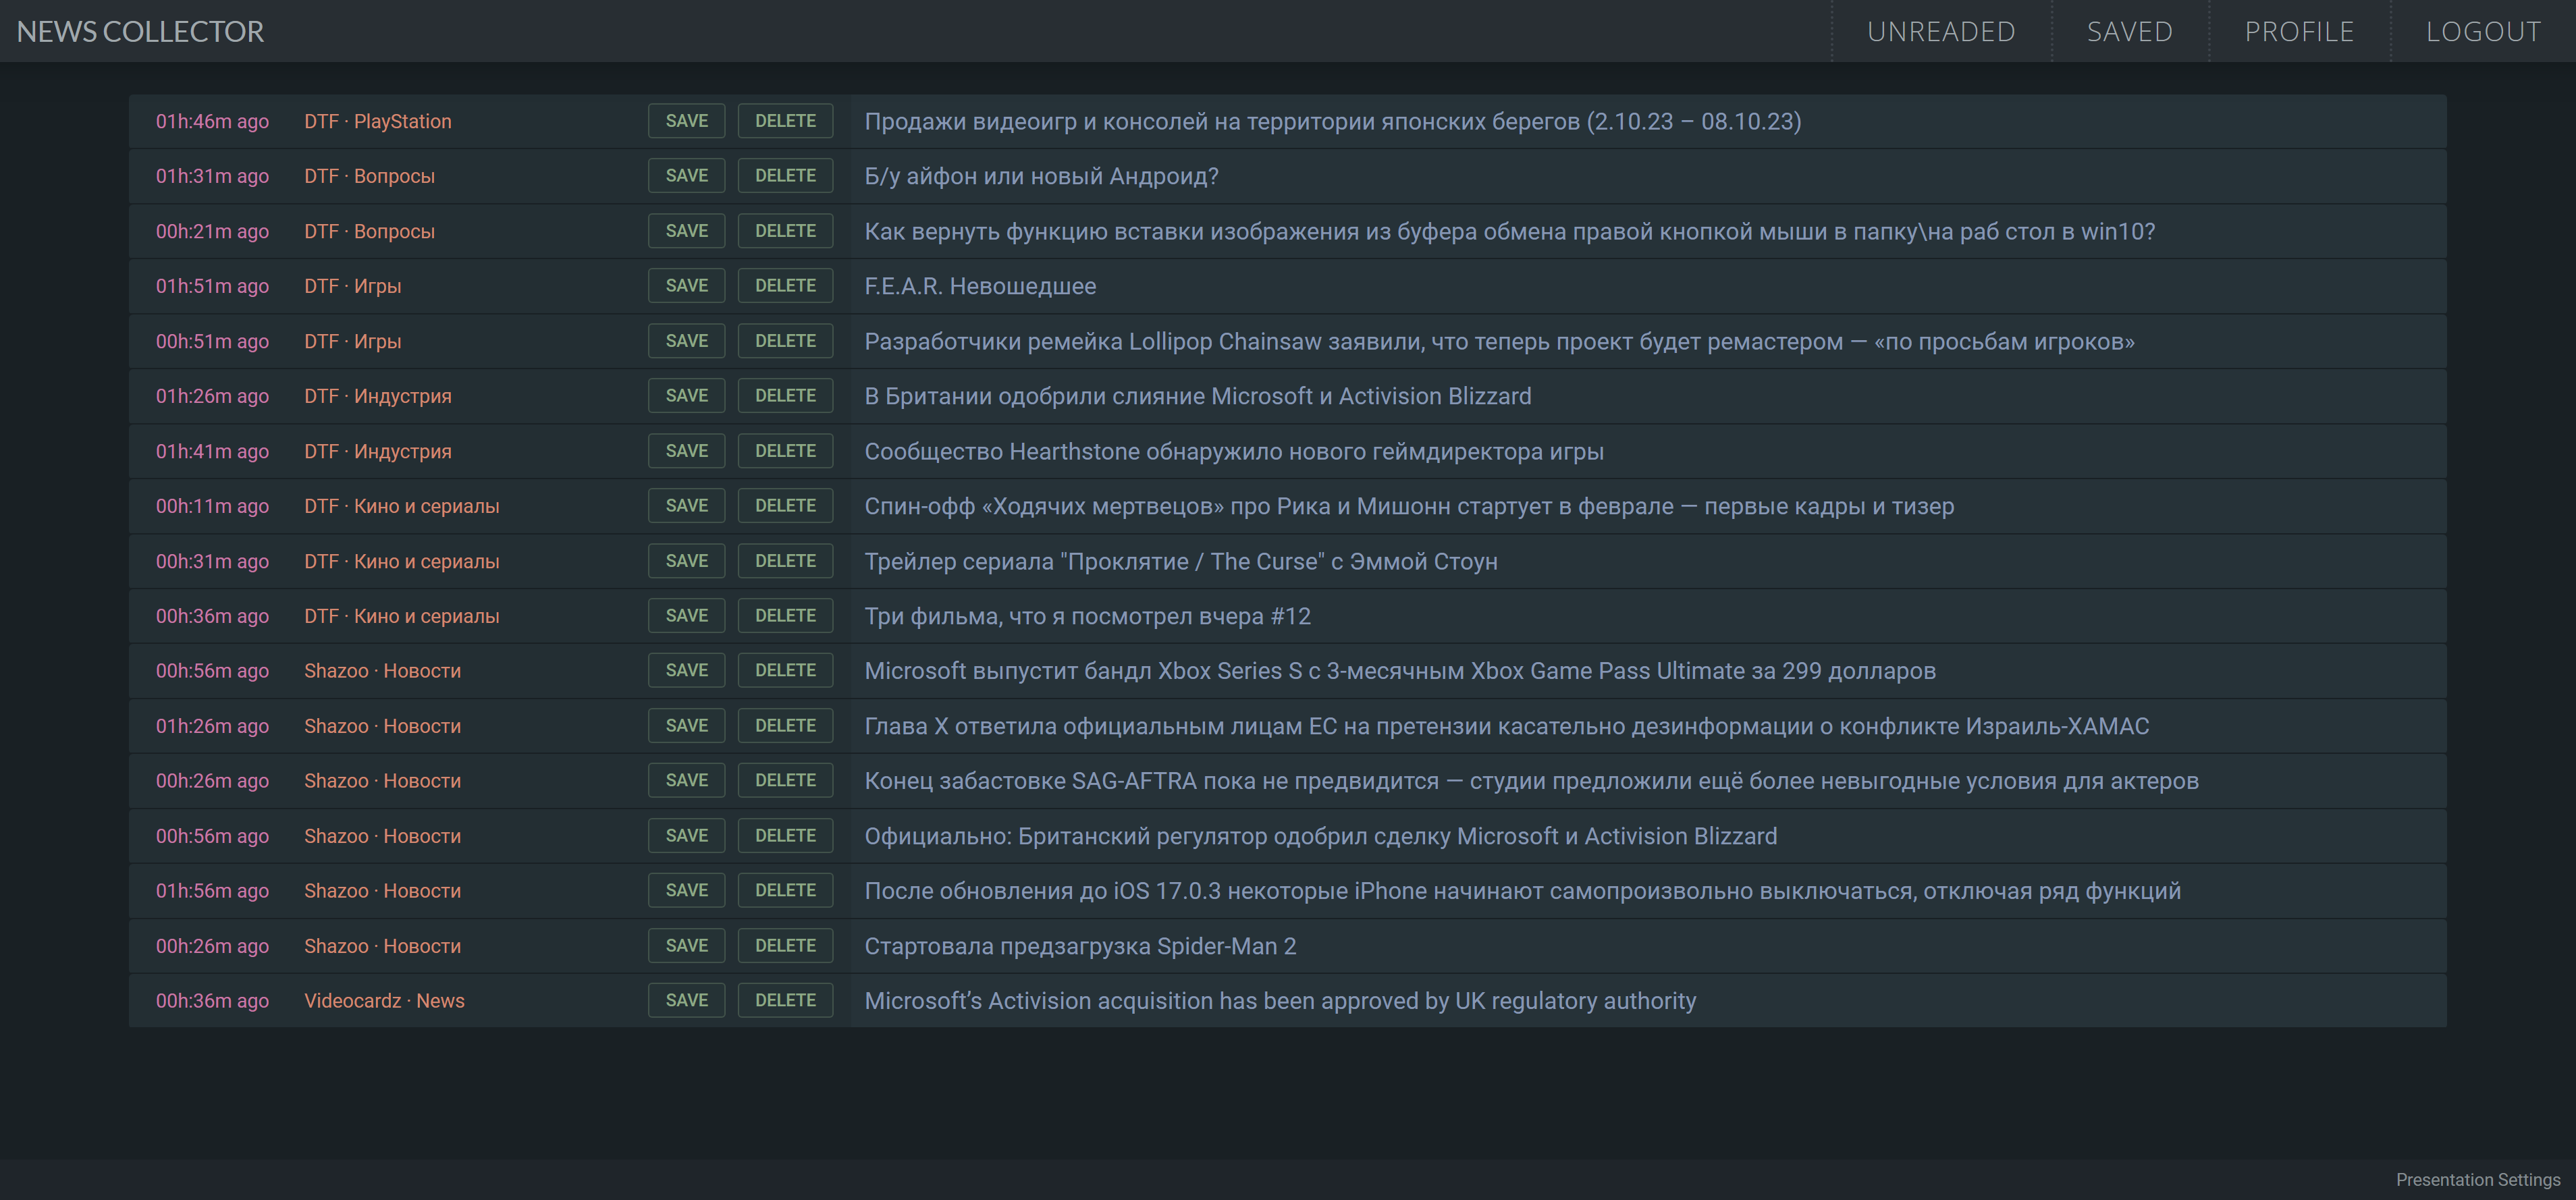 NEWS COLLECTOR UNREADED SAVED PROFILE LOGOUT
01h:46m ago DTF · PlayStation SAVE DELETE Продажи видеоигр и консолей на территории японских берегов (2.10.23 – 08.10.23)
01h:31m ago DTF · Вопросы SAVE DELETE Б/у айфон или новый Андроид?
00h:21m ago DTF · Вопросы SAVE DELETE Как вернуть функцию вставки изображения из буфера обмена правой кнопкой мыши в папку\на раб стол в win10?
01h:51m ago DTF · Игры SAVE DELETE F.E.A.R. Невошедшее
00h:51m ago DTF · Игры SAVE DELETE Разработчики ремейка Lollipop Chainsaw заявили, что теперь проект будет ремастером — «по просьбам игроков»
01h:26m ago DTF · Индустрия SAVE DELETE В Британии одобрили слияние Microsoft и Activision Blizzard
01h:41m ago DTF · Индустрия SAVE DELETE Сообщество Hearthstone обнаружило нового геймдиректора игры
00h:11m ago DTF · Кино и сериалы SAVE DELETE Спин-офф «Ходячих мертвецов» про Рика и Мишонн стартует в феврале — первые кадры и тизер
00h:31m ago DTF · Кино и сериалы SAVE DELETE Трейлер сериала "Проклятие / The Curse" с Эммой Стоун
00h:36m ago DTF · Кино и сериалы SAVE DELETE Три фильма, что я посмотрел вчера #12
00h:56m ago Shazoo · Новости SAVE DELETE Microsoft выпустит бандл Xbox Series S с 3-месячным Xbox Game Pass Ultimate за 299 долларов
01h:26m ago Shazoo · Новости SAVE DELETE Глава X ответила официальным лицам ЕС на претензии касательно дезинформации о конфликте Израиль-ХАМАС
00h:26m ago Shazoo · Новости SAVE DELETE Конец забастовке SAG-AFTRA пока не предвидится — студии предложили ещё более невыгодные условия для актеров
00h:56m ago Shazoo · Новости SAVE DELETE Официально: Британский регулятор одобрил сделку Microsoft и Activision Blizzard
01h:56m ago Shazoo · Новости SAVE DELETE После обновления до iOS 17.0.3 некоторые iPhone начинают самопроизвольно выключаться, отключая ряд функций
00h:26m ago Shazoo · Новости SAVE DELETE Стартовала предзагрузка Spider-Man 2
00h:36m ago Videocardz · News SAVE DELETE Microsoft’s Activision acquisition has been approved by UK regulatory authority
Presentation Settings